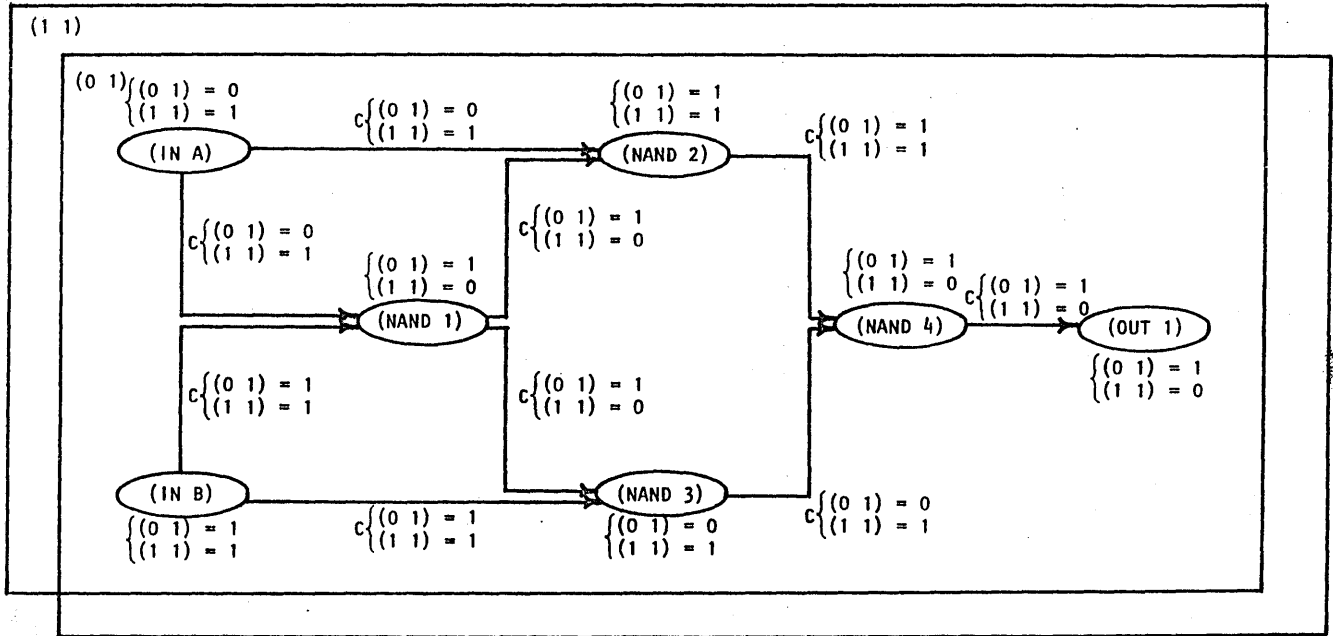 (1 1)
(0 1)
(0 1) = 0
(1 1) = 1
(IN A)
C
(0 1) = 0
(1 1) = 1
(0 1) = 1
(1 1) = 1
(NAND 2)
C
(0 1) = 1
(1 1) = 1
C
(0 1) = 0
(1 1) = 1
C
(0 1) = 1
(1 1) = 0
(0 1) = 1
(1 1) = 0
(NAND 1)
(0 1) = 1
(1 1) = 0
(NAND 4)
C
(0 1) = 1
(1 1) = 0
(OUT 1)
(0 1) = 1
(1 1) = 0
C
(0 1) = 1
(1 1) = 1
C
(0 1) = 1
(1 1) = 0
(IN B)
(0 1) = 1
(1 1) = 1
C
(0 1) = 1
(1 1) = 1
(NAND 3)
(0 1) = 0
(1 1) = 1
C
(0 1) = 0
(1 1) = 1